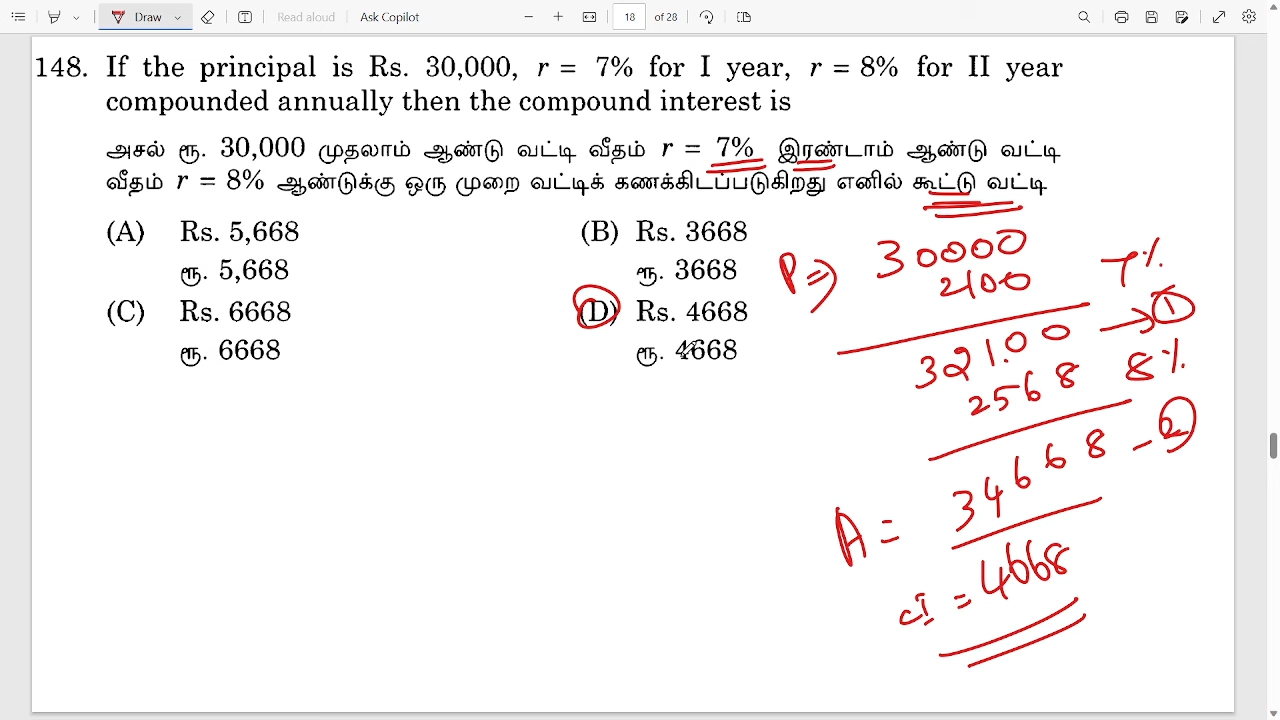 Draw
Read aloud
Ask Copilot
18 of 28
148. If the principal is Rs. 30,000, r = 7% for I year, r = 8% for II year
compounded annually then the compound interest is
அசல் ரூ. 30,000 முதலாம் ஆண்டு வட்டி வீதம் r = 7% இரண்டாம் ஆண்டு வட்டி
வீதம் r = 8% ஆண்டுக்கு ஒரு முறை வட்டிக் கணக்கிடப்படுகிறது எனில் கூட்டு வட்டி
(A) Rs. 5,668 (B) Rs. 3668
ரூ. 5,668 ரூ. 3668
(C) Rs. 6668 (D) Rs. 4668
ரூ. 6668 ரூ. 4668
P ⇒ 30000
2100 7%
32100 → 1
2568 8%
A = 34668 - 2
CI = 4668